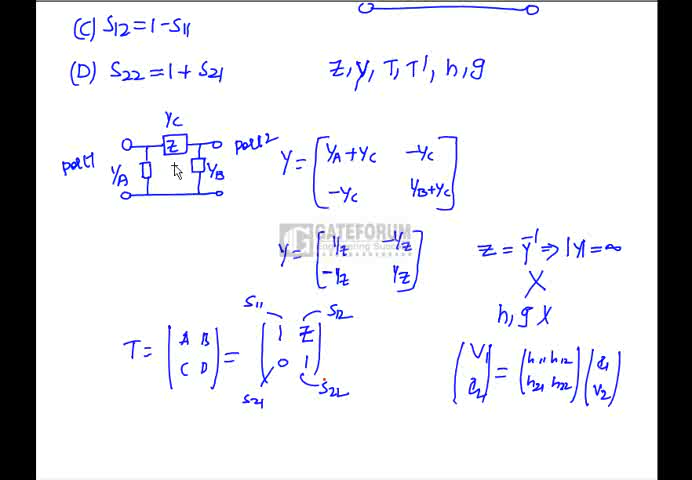 (C) S12 = 1 - S11
(D) S22 = 1 + S21
Z, Y, T, T', h, g
YC
Z
port1
port2
YA
YB
Y = [YA + YC -YC
-YC YB+YC]
GATEFORUM
Engineering Success
Y = [1/Z -1/Z
-1/Z 1/Z]
Z = Y^-1 ⇒ |Y| = ∞
X
h, g X
S11 S12
T = [A B
C D] = [1 Z
0 1]
S21 S22
[V1
I2] = [h11 h12
h21 h22] [I1
V2]